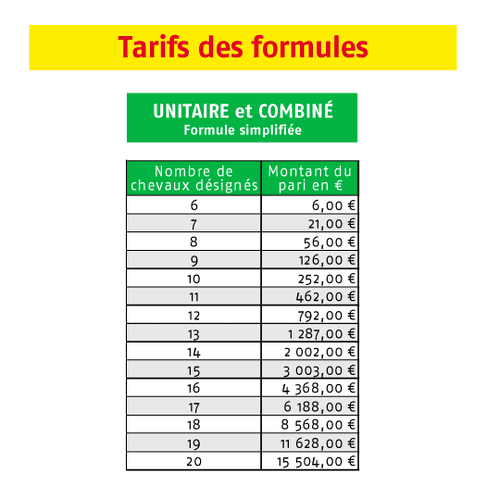 Tarifs des formules
UNITAIRE et COMBINÉ
Formule simplifiée
Nombre de chevaux désignés Montant du pari en €
6 6,00 €
7 21,00 €
8 56,00 €
9 126,00 €
10 252,00 €
11 462,00 €
12 792,00 €
13 1 287,00 €
14 2 002,00 €
15 3 003,00 €
16 4 368,00 €
17 6 188,00 €
18 8 568,00 €
19 11 628,00 €
20 15 504,00 €